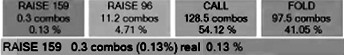 RAISE 159 RAISE 96 CALL FOLD
0.3 combos 11.2 combos 128.5 combos 97.5 combos
0.13 % 4.71 % 54.12 % 41.05 %
RAISE 159 0.3 combos (0.13%) real 0.13 %